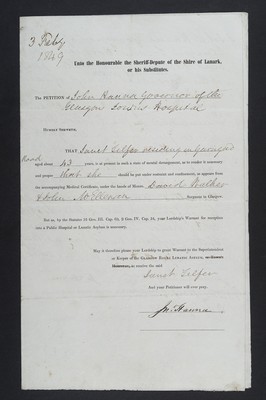 3 Feby
1849
Unto the Honourable the Sheriff-Depute of the Shire of Lanark,
or his Substitutes.
The PETITION of John Hanna Governor of the
Glasgow Towns Hospital
HUMBLY SHEWETH,
THAT Janet Telfer residing in
aged about 43 years, is at present in such a state of mental derangement, as to render it necessary
and proper that she should be put under restraint and confinement, as appears from
the accompanying Medical Certificate, under the hands of Messrs. David Walker
& John Surgeons in Glasgow.
But as, by the Statute 55 Geo. III. Cap. 69, & Geo. IV. Cap. 54, your Lordship's Warrant for reception
into a Public Hospital or Lunatic Asylum is necessary,
May it therefore please your Lordship to grant Warrant to the Superintendent
or Keeper of the Glasgow Royal Lunatic Asylum,
to receive the said
Janet Telfer
And your Petitioner will ever pray.
Jn. Hanna